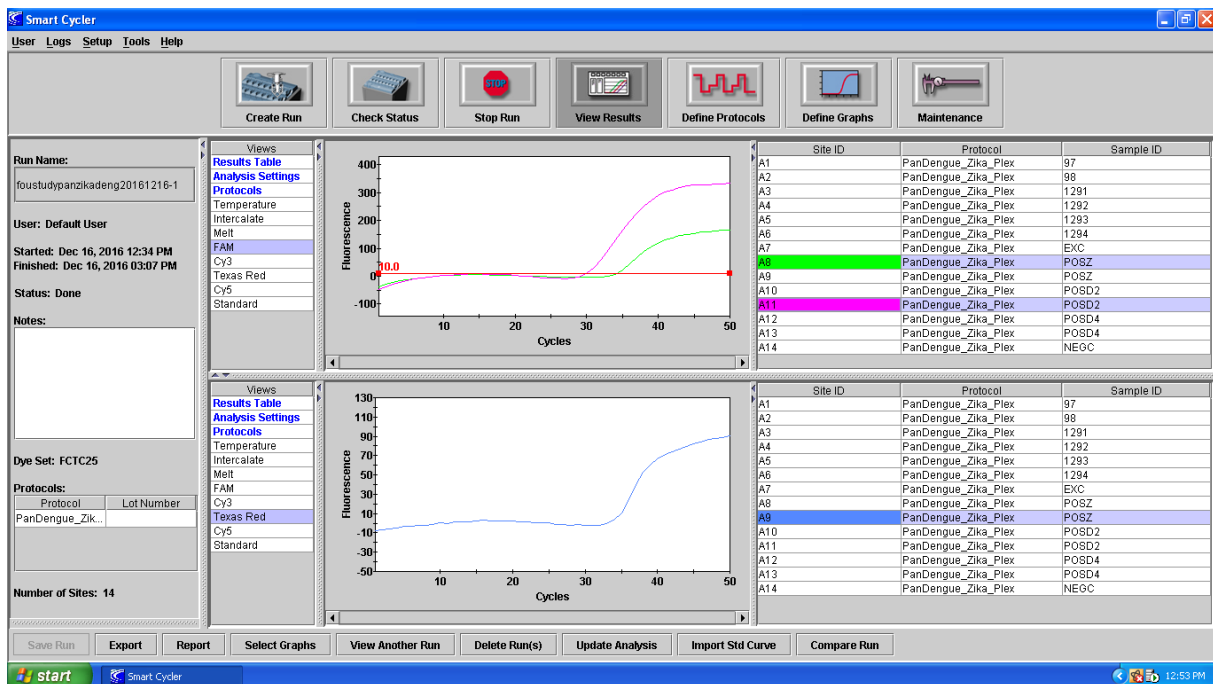 Smart Cycler
User Logs Setup Tools Help
STOP
Create Run Check Status Stop Run View Results Define Protocols Define Graphs Maintenance
Run Name:
foustudypanzikadeng20161216-1
User: Default User
Started: Dec 16, 2016 12:34 PM
Finished: Dec 16, 2016 03:07 PM
Status: Done
Notes:
Dye Set: FCTC25
Protocols:
Protocol Lot Number
PanDengue_Zik...
Number of Sites: 14
Views
Results Table
Analysis Settings
Protocols
Temperature
Intercalate
Melt
FAM
Cy3
Texas Red
Cy5
Standard
Fluorescence
400
300
200
100
0
-100
10.0
10 20 30 40 50
Cycles
Site ID Protocol Sample ID
A1 PanDengue_Zika_Plex 97
A2 PanDengue_Zika_Plex 98
A3 PanDengue_Zika_Plex 1291
A4 PanDengue_Zika_Plex 1292
A5 PanDengue_Zika_Plex 1293
A6 PanDengue_Zika_Plex 1294
A7 PanDengue_Zika_Plex EXC
A8 PanDengue_Zika_Plex POSZ
A9 PanDengue_Zika_Plex POSZ
A10 PanDengue_Zika_Plex POSD2
A11 PanDengue_Zika_Plex POSD2
A12 PanDengue_Zika_Plex POSD4
A13 PanDengue_Zika_Plex POSD4
A14 PanDengue_Zika_Plex NEGC
Views
Results Table
Analysis Settings
Protocols
Temperature
Intercalate
Melt
FAM
Cy3
Texas Red
Cy5
Standard
Fluorescence
130
110
90
70
50
30
10
-10
-30
-50
10 20 30 40 50
Cycles
Site ID Protocol Sample ID
A1 PanDengue_Zika_Plex 97
A2 PanDengue_Zika_Plex 98
A3 PanDengue_Zika_Plex 1291
A4 PanDengue_Zika_Plex 1292
A5 PanDengue_Zika_Plex 1293
A6 PanDengue_Zika_Plex 1294
A7 PanDengue_Zika_Plex EXC
A8 PanDengue_Zika_Plex POSZ
A9 PanDengue_Zika_Plex POSZ
A10 PanDengue_Zika_Plex POSD2
A11 PanDengue_Zika_Plex POSD2
A12 PanDengue_Zika_Plex POSD4
A13 PanDengue_Zika_Plex POSD4
A14 PanDengue_Zika_Plex NEGC
Save Run Export Report Select Graphs View Another Run Delete Run(s) Update Analysis Import Std Curve Compare Run
start Smart Cycler 12:53 PM